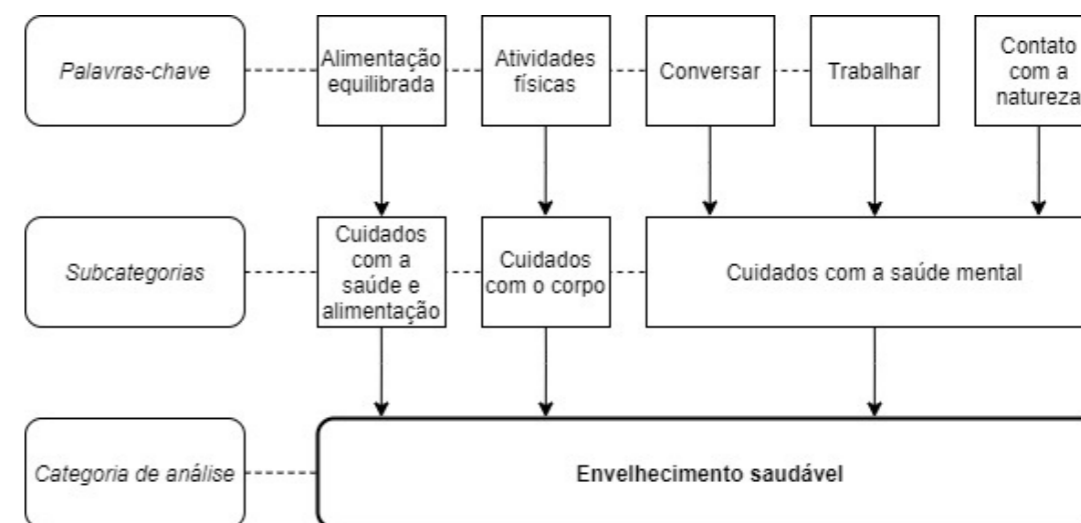 Palavras-chave
Alimentação
equilibrada
Atividades
físicas
Conversar
Trabalhar
Contato
com a
natureza
Subcategorias
Cuidados
com a
saúde e
alimentação
Cuidados
com o corpo
Cuidados com a saúde mental
Categoria de análise
Envelhecimento saudável